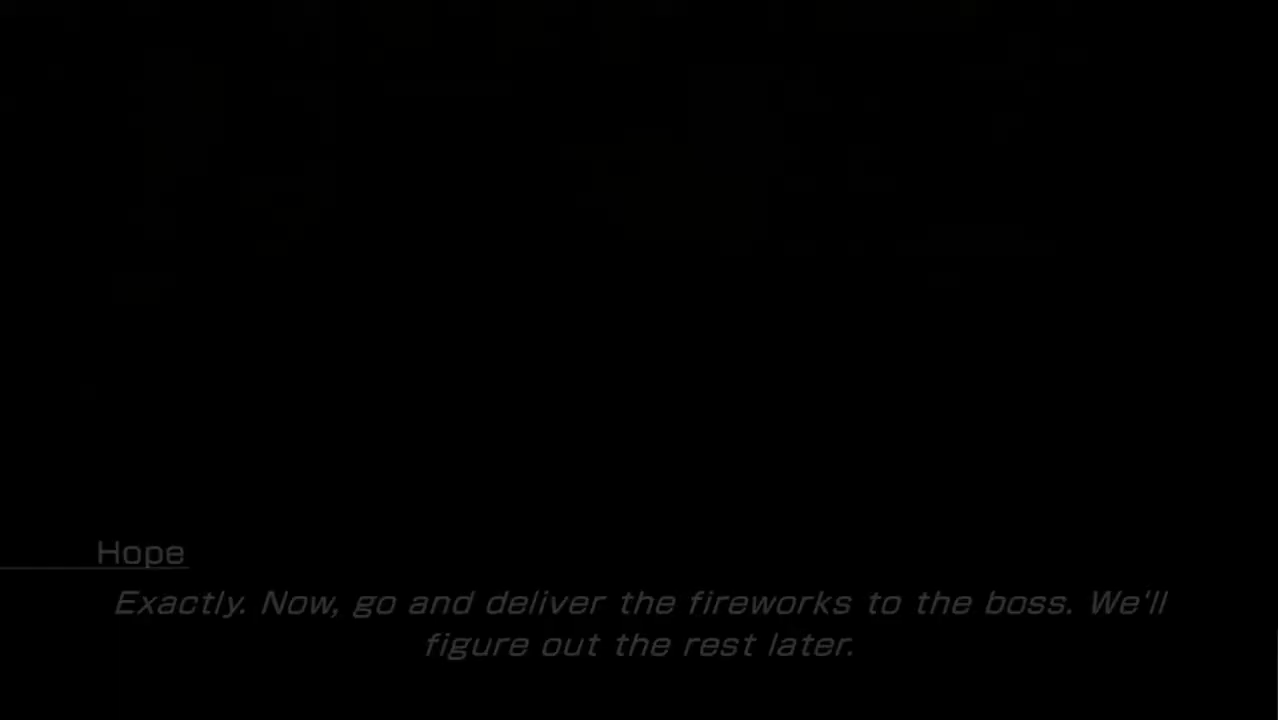 Hope
Exactly. Now, go and deliver the fireworks to the boss. We'll
figure out the rest later.